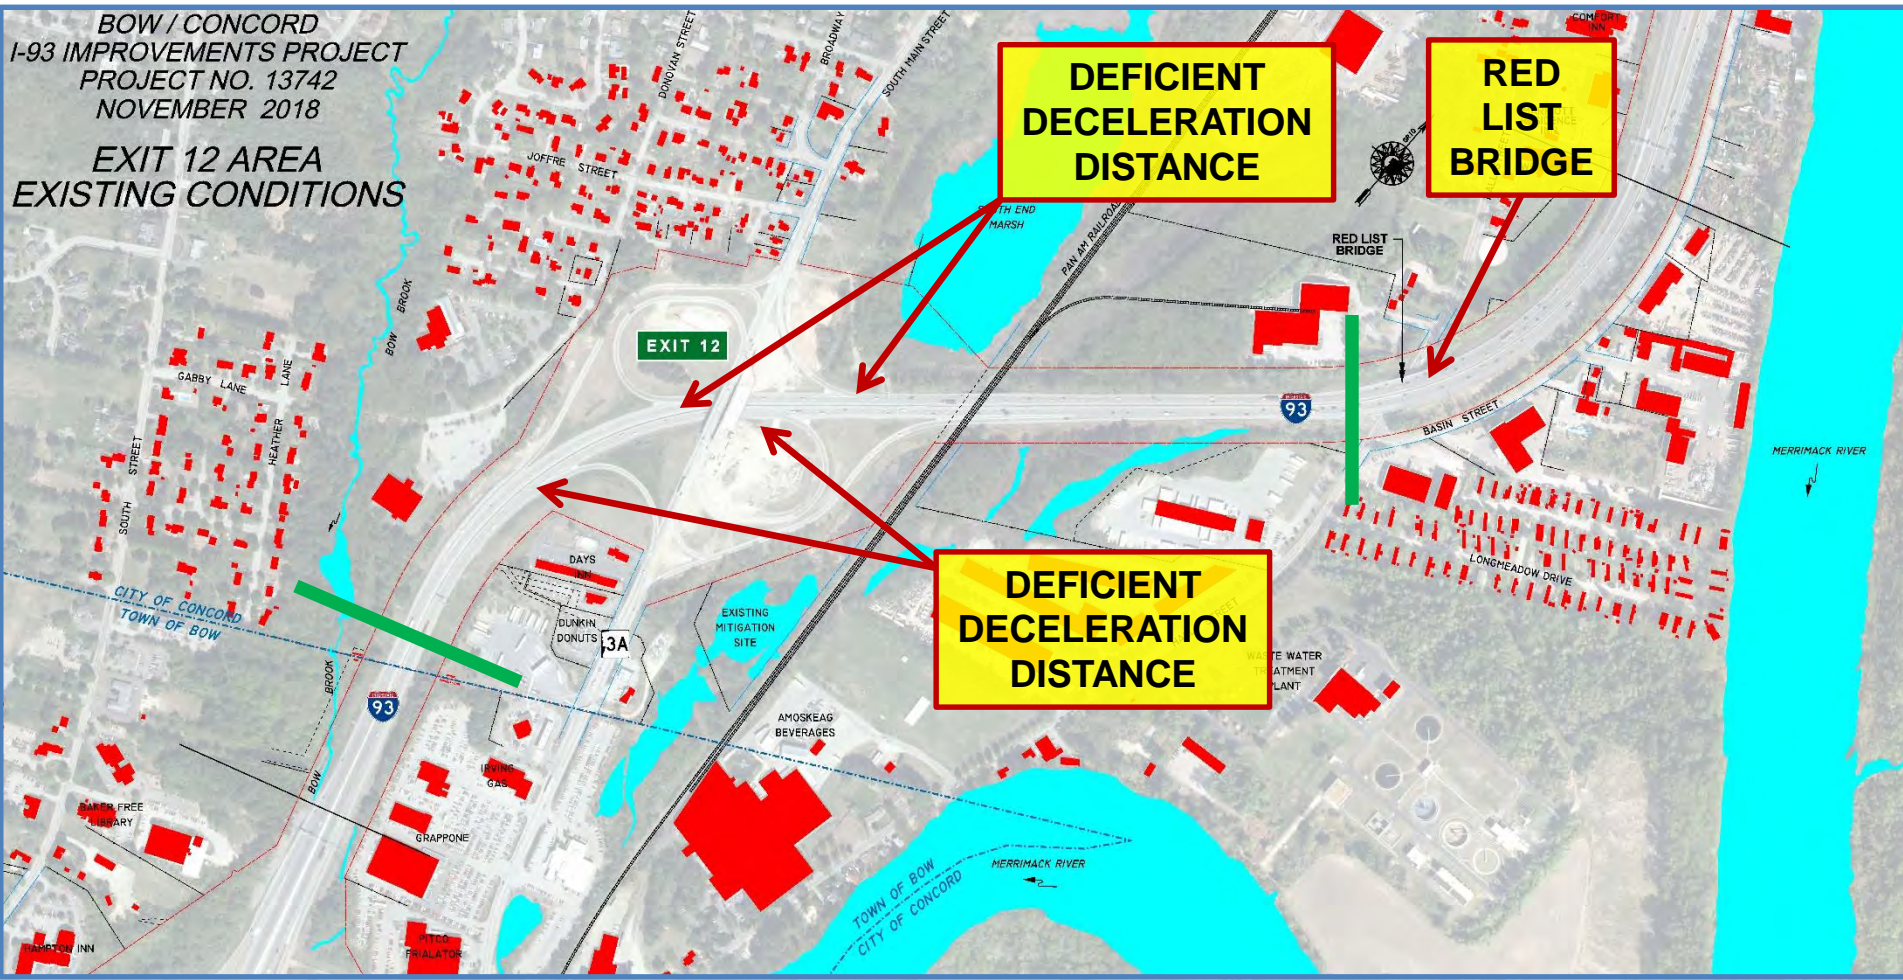 BOW / CONCORD
I-93 IMPROVEMENTS PROJECT
PROJECT NO. 13742
NOVEMBER 2018
EXIT 12 AREA
EXISTING CONDITIONS
DEFICIENT
DECELERATION
DISTANCE
RED
LIST
BRIDGE
COMFORT
INN
DONOVAN STREET
BROADWAY
SOUTH MAIN STREET
JOFFRE STREET
GRID
END
MARSH
PAN AM RAILROAD
RED LIST
BRIDGE
BOW BROOK
EXIT 12
GABBY LANE
HEATHER LANE
SOUTH STREET
93
BASIN STREET
MERRIMACK RIVER
LONGMEADOW DRIVE
DAYS
INN
DUNKIN
DONUTS
3A
EXISTING
MITIGATION
SITE
DEFICIENT
DECELERATION
DISTANCE
WASTE WATER
TREATMENT
PLANT
CITY OF CONCORD
TOWN OF BOW
BOW BROOK
93
AMOSKEAG
BEVERAGES
IRVING
GAS
BAKER FREE
LIBRARY
GRAPPONE
MERRIMACK RIVER
TOWN OF BOW
CITY OF CONCORD
HAMPTON INN
PITCO
FRIALATOR